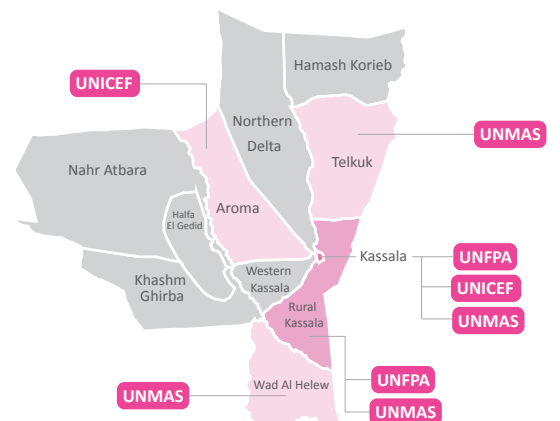 Hamash Korieb
UNICEF
Northern
Delta
UNMAS
Telkuk
Nahr Atbara
Aroma
Halfa
El Gedid
Kassala
UNFPA
UNICEF
UNMAS
Western
Kassala
Khashm
Ghirba
Rural
Kassala
Wad Al Helew
UNFPA
UNMAS
UNMAS